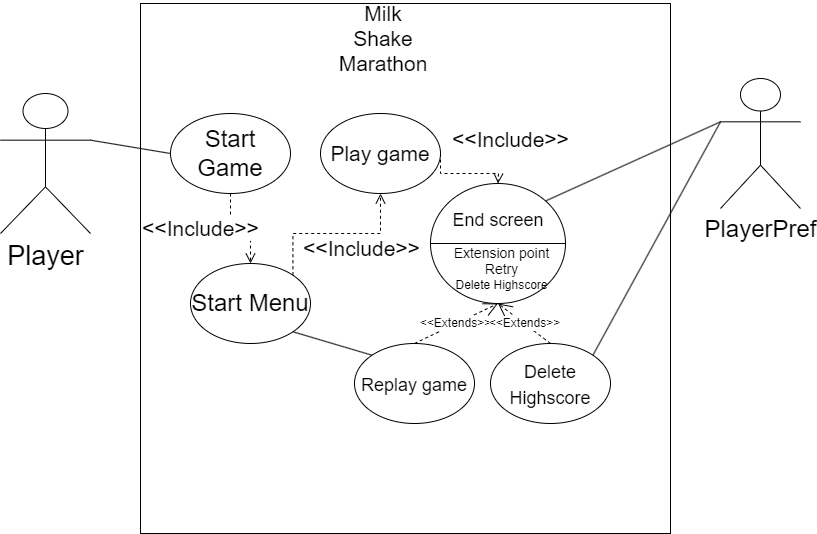 Milk
Shake
Marathon
Start
Game
Play game
<<Include>>
<<Include>>
<<Include>>
End screen
Extension point
Retry
Delete Highscore
Player
PlayerPref
Start Menu
<<Extends>>
<<Extends>>
Replay game
Delete
Highscore